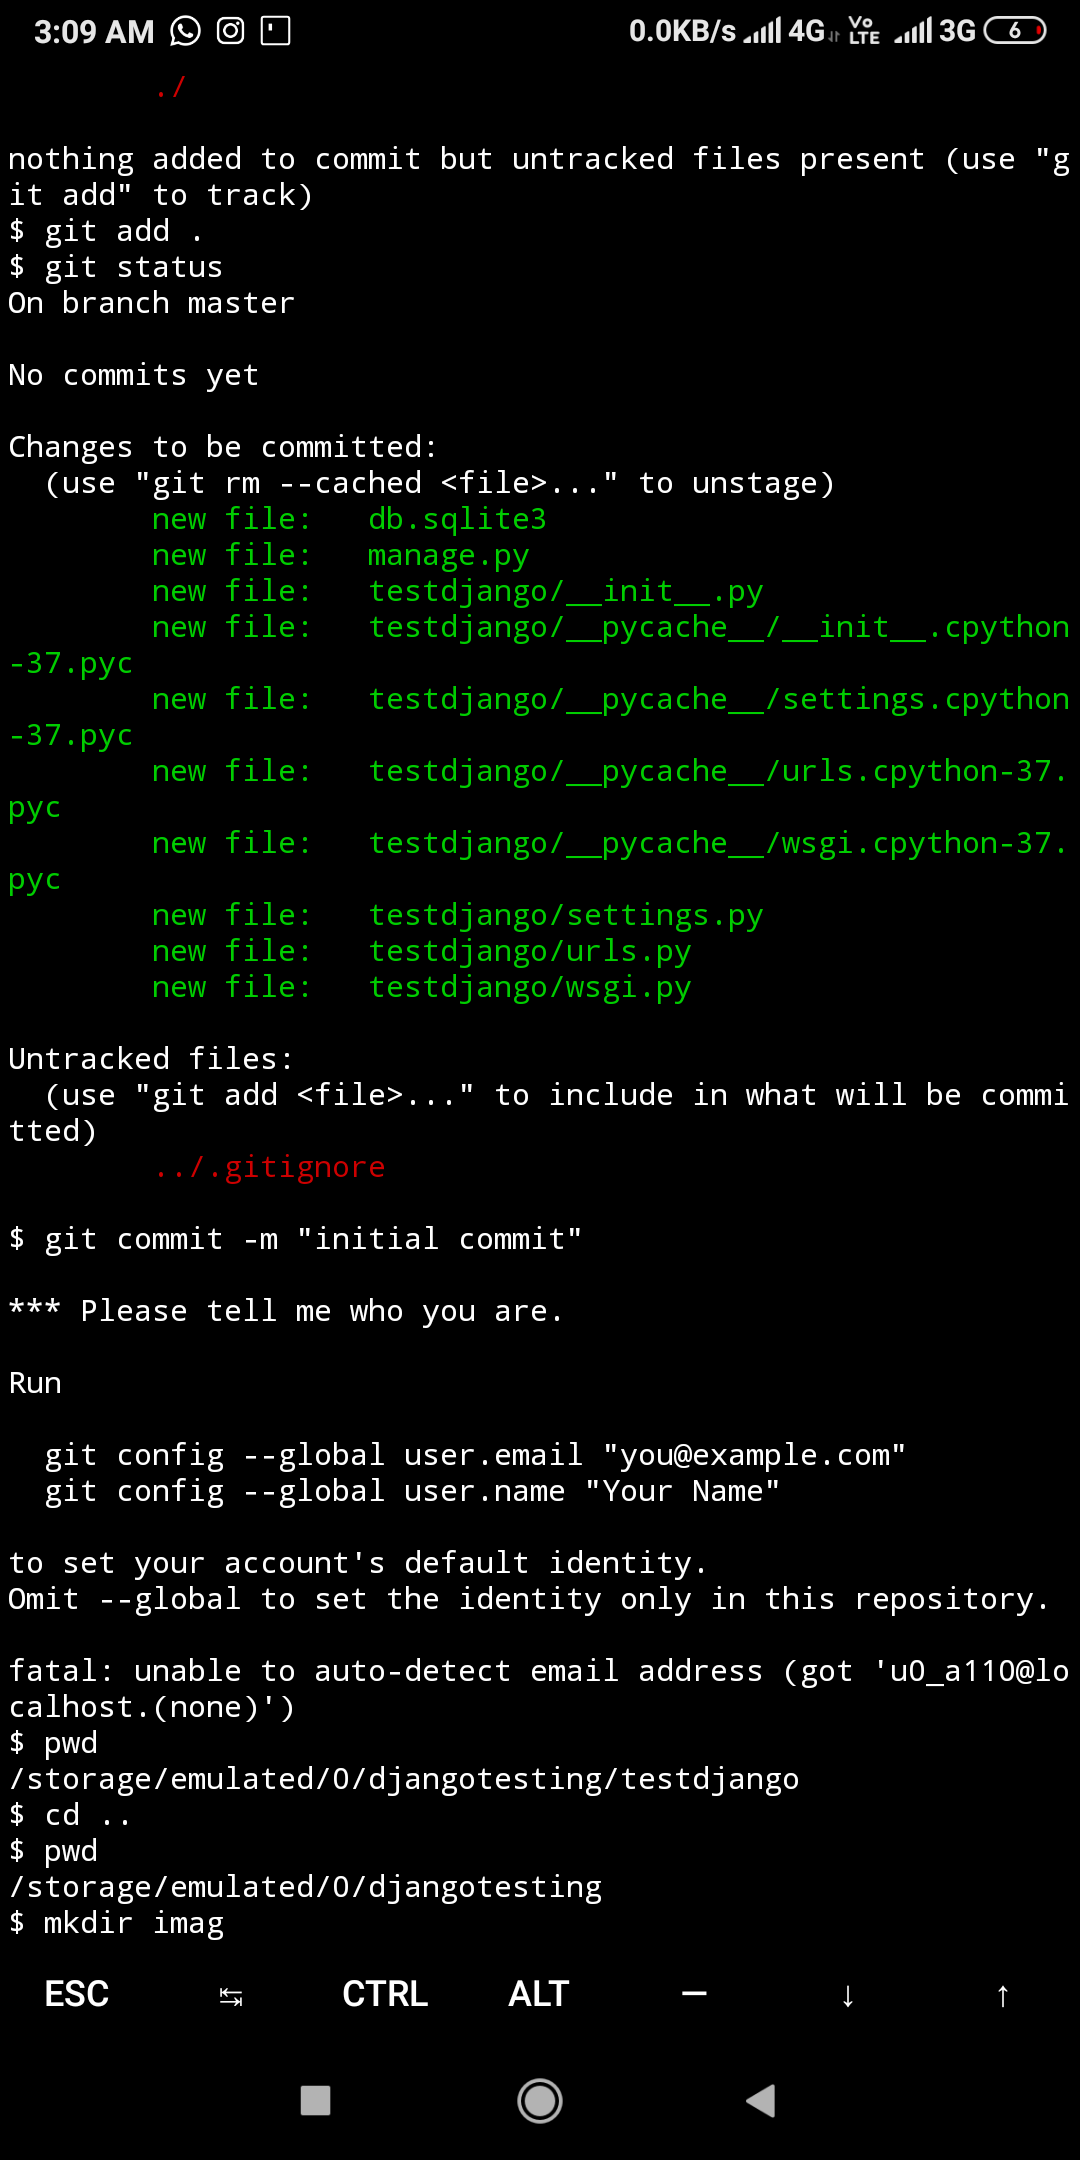 3:09 AM 0.0KB/s 4G Vo LTE 3G 6
./
nothing added to commit but untracked files present (use "g
it add" to track)
$ git add .
$ git status
On branch master
No commits yet
Changes to be committed:
  (use "git rm --cached <file>..." to unstage)
        new file:   db.sqlite3
        new file:   manage.py
        new file:   testdjango/__init__.py
        new file:   testdjango/__pycache__/__init__.cpython
-37.pyc
        new file:   testdjango/__pycache__/settings.cpython
-37.pyc
        new file:   testdjango/__pycache__/urls.cpython-37.
pyc
        new file:   testdjango/__pycache__/wsgi.cpython-37.
pyc
        new file:   testdjango/settings.py
        new file:   testdjango/urls.py
        new file:   testdjango/wsgi.py
Untracked files:
  (use "git add <file>..." to include in what will be commi
tted)
        ../.gitignore
$ git commit -m "initial commit"
*** Please tell me who you are.
Run
  git config --global user.email "you@example.com"
  git config --global user.name "Your Name"
to set your account's default identity.
Omit --global to set the identity only in this repository.
fatal: unable to auto-detect email address (got 'u0_a110@lo
calhost.(none)')
$ pwd
/storage/emulated/0/djangotesting/testdjango
$ cd ..
$ pwd
/storage/emulated/0/djangotesting
$ mkdir imag
ESC ↹ CTRL ALT — ↓ ↑